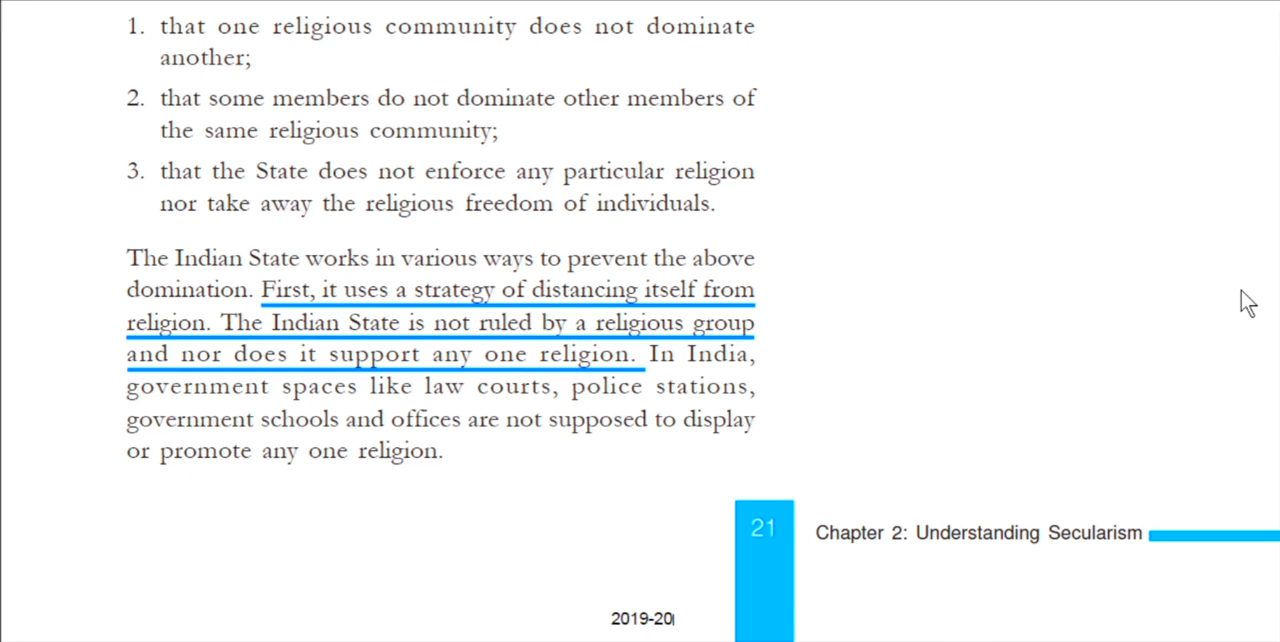 1. that one religious community does not dominate
another;
2. that some members do not dominate other members of
the same religious community;
3. that the State does not enforce any particular religion
nor take away the religious freedom of individuals.
The Indian State works in various ways to prevent the above
domination. First, it uses a strategy of distancing itself from
religion. The Indian State is not ruled by a religious group
and nor does it support any one religion. In India,
government spaces like law courts, police stations,
government schools and offices are not supposed to display
or promote any one religion.
21
Chapter 2: Understanding Secularism
2019-20